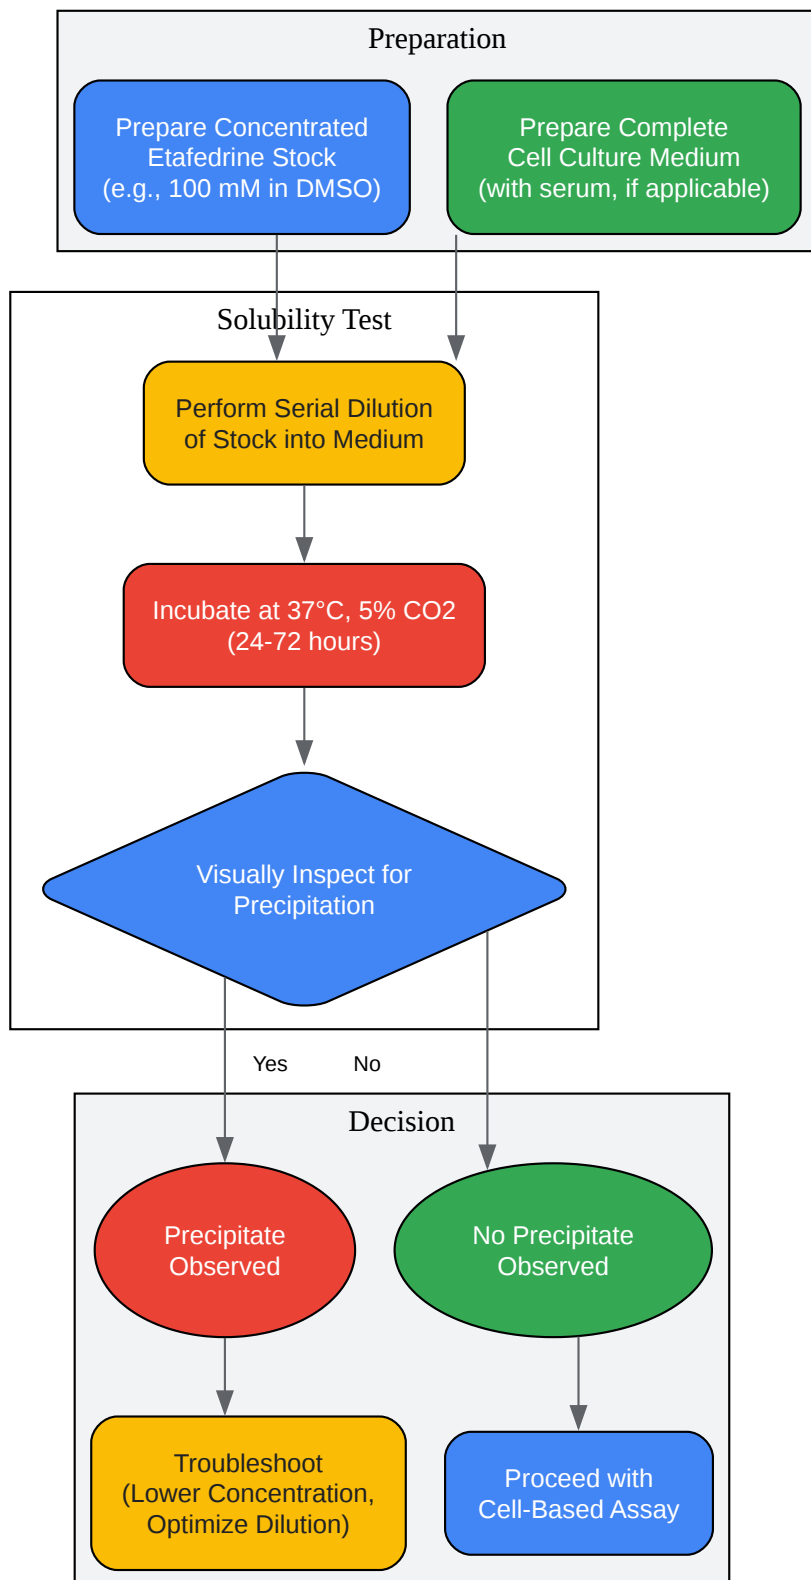 Preparation
Prepare Concentrated
Etafedrine Stock
(e.g., 100 mM in DMSO)
Prepare Complete
Cell Culture Medium
(with serum, if applicable)
Solubility Test
Perform Serial Dilution
of Stock into Medium
Incubate at 37°C, 5% CO2
(24-72 hours)
Visually Inspect for
Precipitation
Yes
No
Decision
Precipitate
Observed
No Precipitate
Observed
Troubleshoot
(Lower Concentration,
Optimize Dilution)
Proceed with
Cell-Based Assay